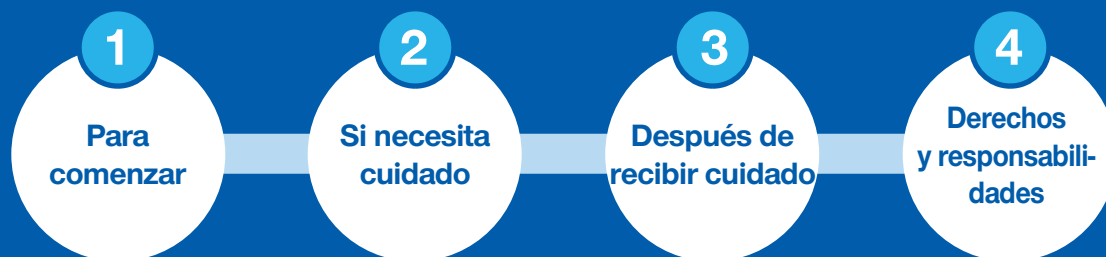 1
Para
comenzar
2
Si necesita
cuidado
3
Después de
recibir cuidado
4
Derechos
y responsabili-
dades